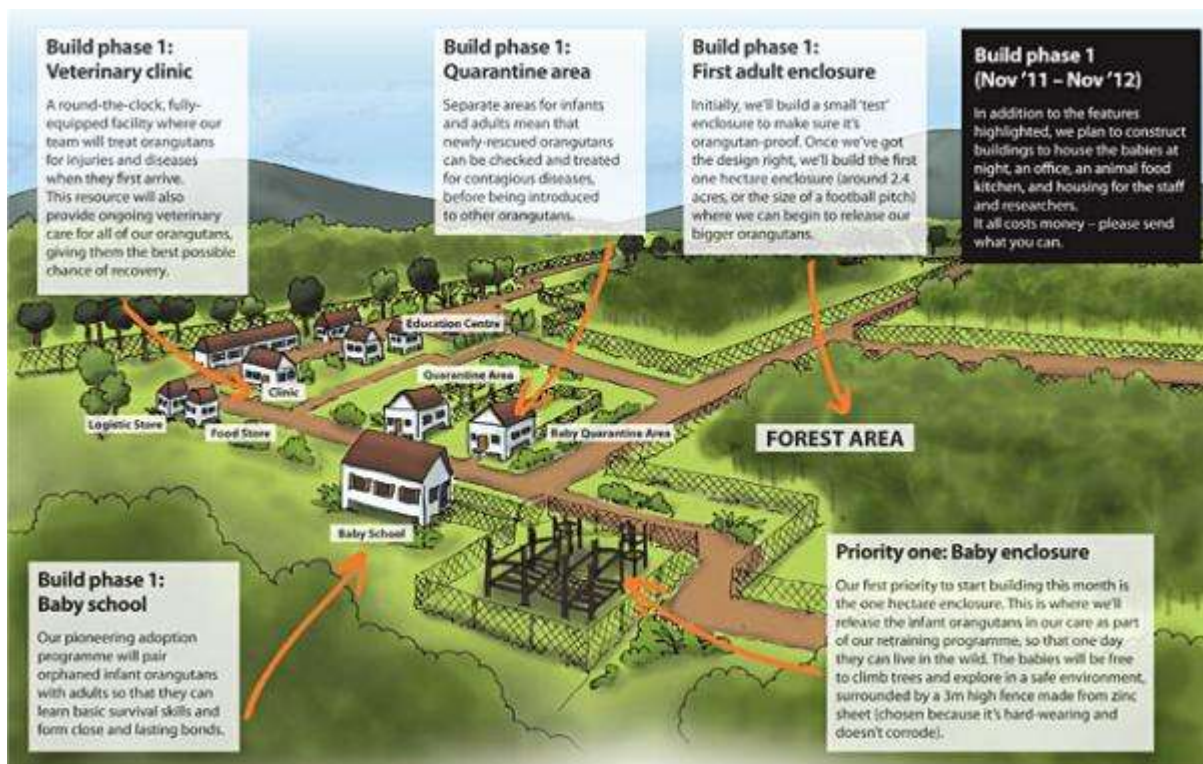 Build phase 1:
Veterinary clinic
A round-the-clock, fully-
equipped facility where our
team will treat orangutans
for injuries and diseases
when they first arrive.
This resource will also
provide ongoing veterinary
care for all of our orangutans,
giving them the best possible
chance of recovery.
Build phase 1:
Quarantine area
Separate areas for infants
and adults mean that
newly-rescued orangutans
can be checked and treated
for contagious diseases,
before being introduced
to other orangutans.
Build phase 1:
First adult enclosure
Initially, we'll build a small 'test'
enclosure to make sure it's
orangutan-proof. Once we've
got the design right, we'll build the first
one hectare enclosure (around 2.4
acres, or the size of a football pitch)
where we can begin to release our
bigger orangutans.
Build phase 1
(Nov '11 – Nov '12)
In addition to the features
highlighted, we plan to construct
buildings to house the babies at
night, an office, an animal food
kitchen, and housing for the staff
and researchers.
It all costs money – please send
what you can.
Education Centre
Quarantine Area
Clinic
Logistic Store
Food Store
Baby Quarantine Area
FOREST AREA
Baby School
Build phase 1:
Baby school
Our pioneering adoption
programme will pair
orphaned infant orangutans
with adults so that they can
learn basic survival skills and
form close and lasting bonds.
Priority one: Baby enclosure
Our first priority to start building this month is
the one hectare enclosure. This is where we'll
release the infant orangutans in our care as part
of our retraining programme, so that one day
they can live in the wild. The babies will be free
to climb trees and explore in a safe environment,
surrounded by a 3m high fence made from zinc
sheet (chosen because it's hard-wearing and
doesn't corrode).